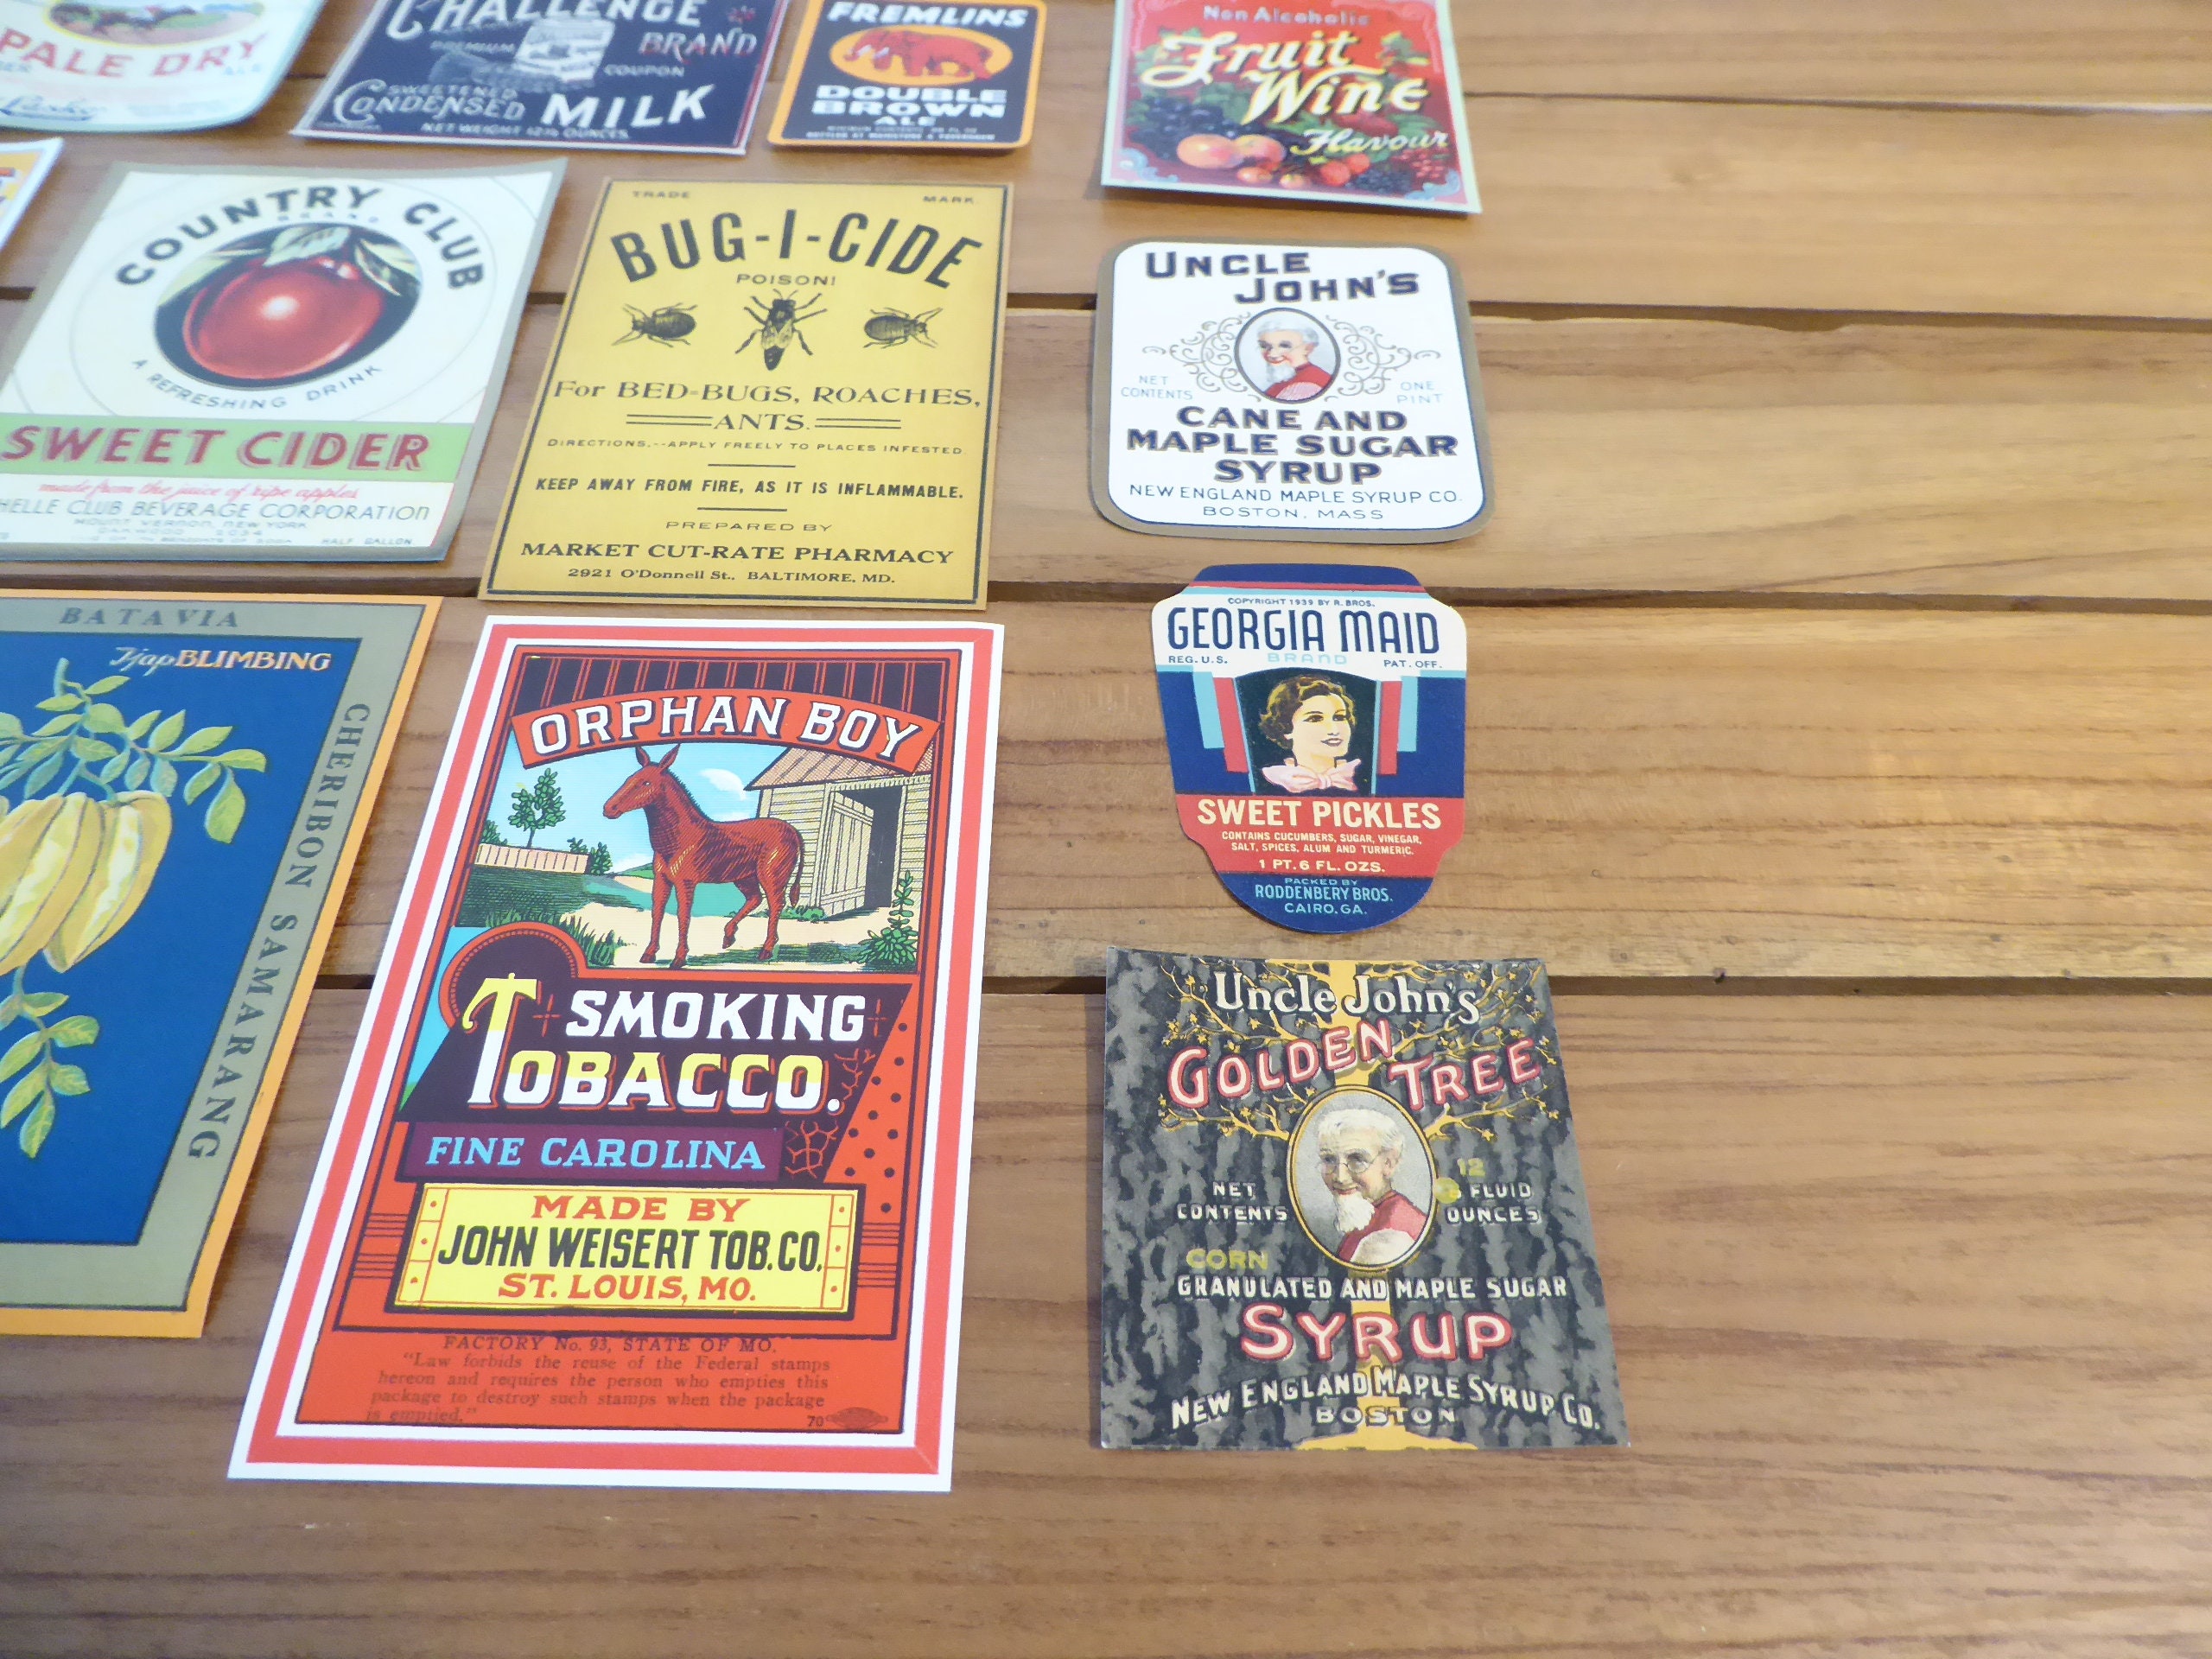 PALE DRY
CHALLENGE
PREMIUM
BRAND
COUPON
SWEETENED
CONDENSED MILK
NET WEIGHT 12½ OUNCES
FREMLINS
DOUBLE
BROWN
ALE
Non Alcoholic
Fruit
Wine
Flavour
COUNTRY CLUB
BRAND
A REFRESHING DRINK
SWEET CIDER
made from the juice of ripe apples
HELLE CLUB BEVERAGE CORPORATION
MOUNT VERNON, NEW YORK
HALF GALLON
TRADE MARK
BUG-I-CIDE
POISON!
For BED=BUGS, ROACHES,
ANTS.
DIRECTIONS.--APPLY FREELY TO PLACES INFESTED
KEEP AWAY FROM FIRE, AS IT IS INFLAMMABLE.
PREPARED BY
MARKET CUT-RATE PHARMACY
2921 O'Donnell St., BALTIMORE, MD.
UNCLE
JOHN'S
NET
CONTENTS
ONE
PINT
CANE AND
MAPLE SUGAR
SYRUP
NEW ENGLAND MAPLE SYRUP CO.
BOSTON, MASS
BATAVIA
Tjap BLIMBING
CHERIBON SAMARANG
ORPHAN BOY
SMOKING
TOBACCO.
FINE CAROLINA
MADE BY
JOHN WEISERT TOB. CO.
ST. LOUIS, MO.
FACTORY No. 93, STATE OF MO.
"Law forbids the reuse of the Federal stamps
hereon and requires the person who empties this
package to destroy such stamps when the package
is emptied."
70
COPYRIGHT 1939 BY R. BROS.
GEORGIA MAID
REG. U.S. BRAND PAT. OFF.
SWEET PICKLES
CONTAINS CUCUMBERS, SUGAR, VINEGAR,
SALT, SPICES, ALUM AND TURMERIC.
1 PT. 6 FL. OZS.
PACKED BY
RODDENBERY BROS.
CAIRO, GA.
Uncle John's
GOLDEN
TREE
NET
CONTENTS
12
FLUID
OUNCES
CORN
GRANULATED AND MAPLE SUGAR
SYRUP
NEW ENGLAND MAPLE SYRUP CO.
BOSTON